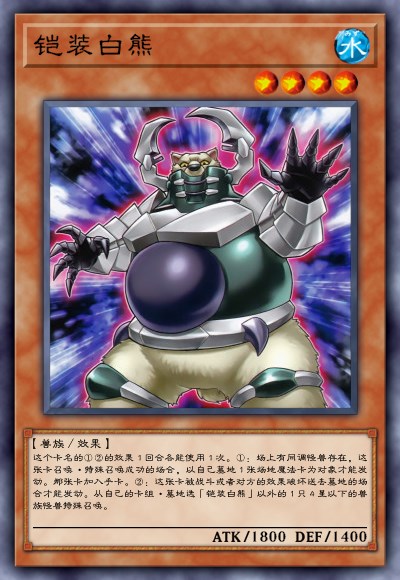 铠装白熊
みず
水
【兽族/效果】
这个卡名的①②的效果1回合各能使用1次。①：场上有同调怪兽存在，这
张卡召唤·特殊召唤成功的场合，以自己墓地1张场地魔法卡为对象才能发
动。那张卡加入手卡。②：这张卡被战斗或者对方的效果破坏送去墓地的场
合才能发动。从自己的卡组·墓地选「铠装白熊」以外的1只4星以下的兽
族怪兽特殊召唤。
ATK/1800 DEF/1400